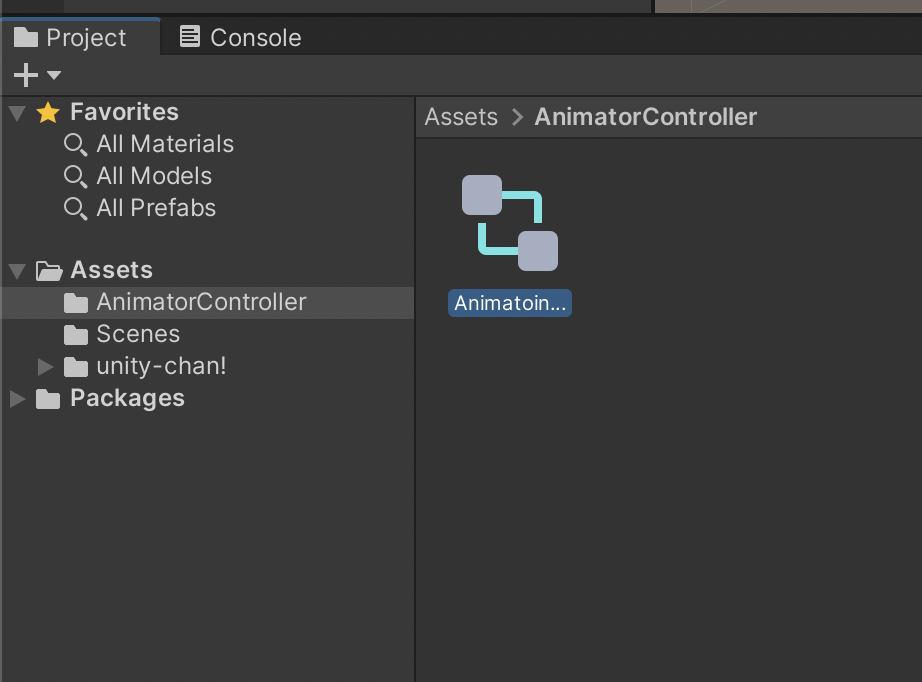 Project
Console
Favorites
All Materials
All Models
All Prefabs
Assets
AnimatorController
Scenes
unity-chan!
Packages
Assets > AnimatorController
Animatoin...